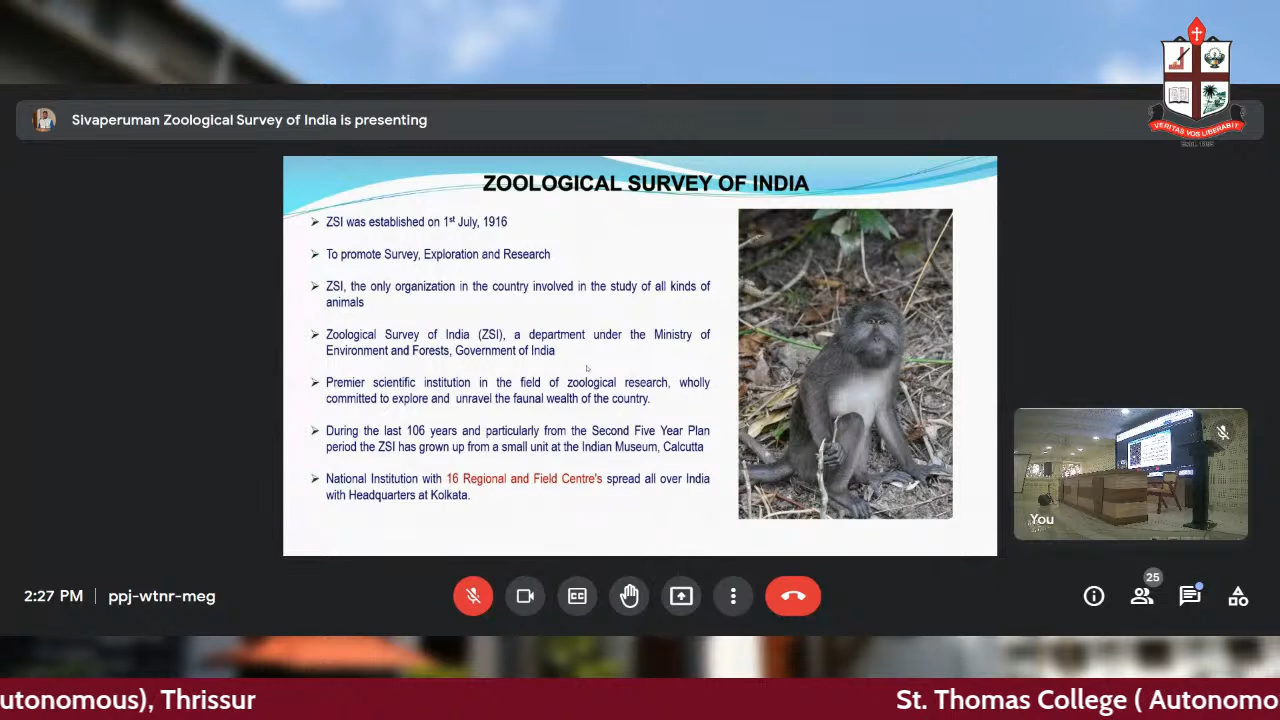 VERITAS VOS LIBERABIT
Sivaperuman Zoological Survey of India is presenting
ZOOLOGICAL SURVEY OF INDIA
➢ ZSI was established on 1st July, 1916
➢ To promote Survey, Exploration and Research
➢ ZSI, the only organization in the country involved in the study of all kinds of
animals
➢ Zoological Survey of India (ZSI), a department under the Ministry of
Environment and Forests, Government of India
➢ Premier scientific institution in the field of zoological research, wholly
committed to explore and unravel the faunal wealth of the country.
➢ During the last 106 years and particularly from the Second Five Year Plan
period the ZSI has grown up from a small unit at the Indian Museum, Calcutta
➢ National Institution with 16 Regional and Field Centre's spread all over India
with Headquarters at Kolkata.
You
2:27 PM | ppj-wtnr-meg
CC
25
utonomous), Thrissur
St. Thomas College ( Autonomo